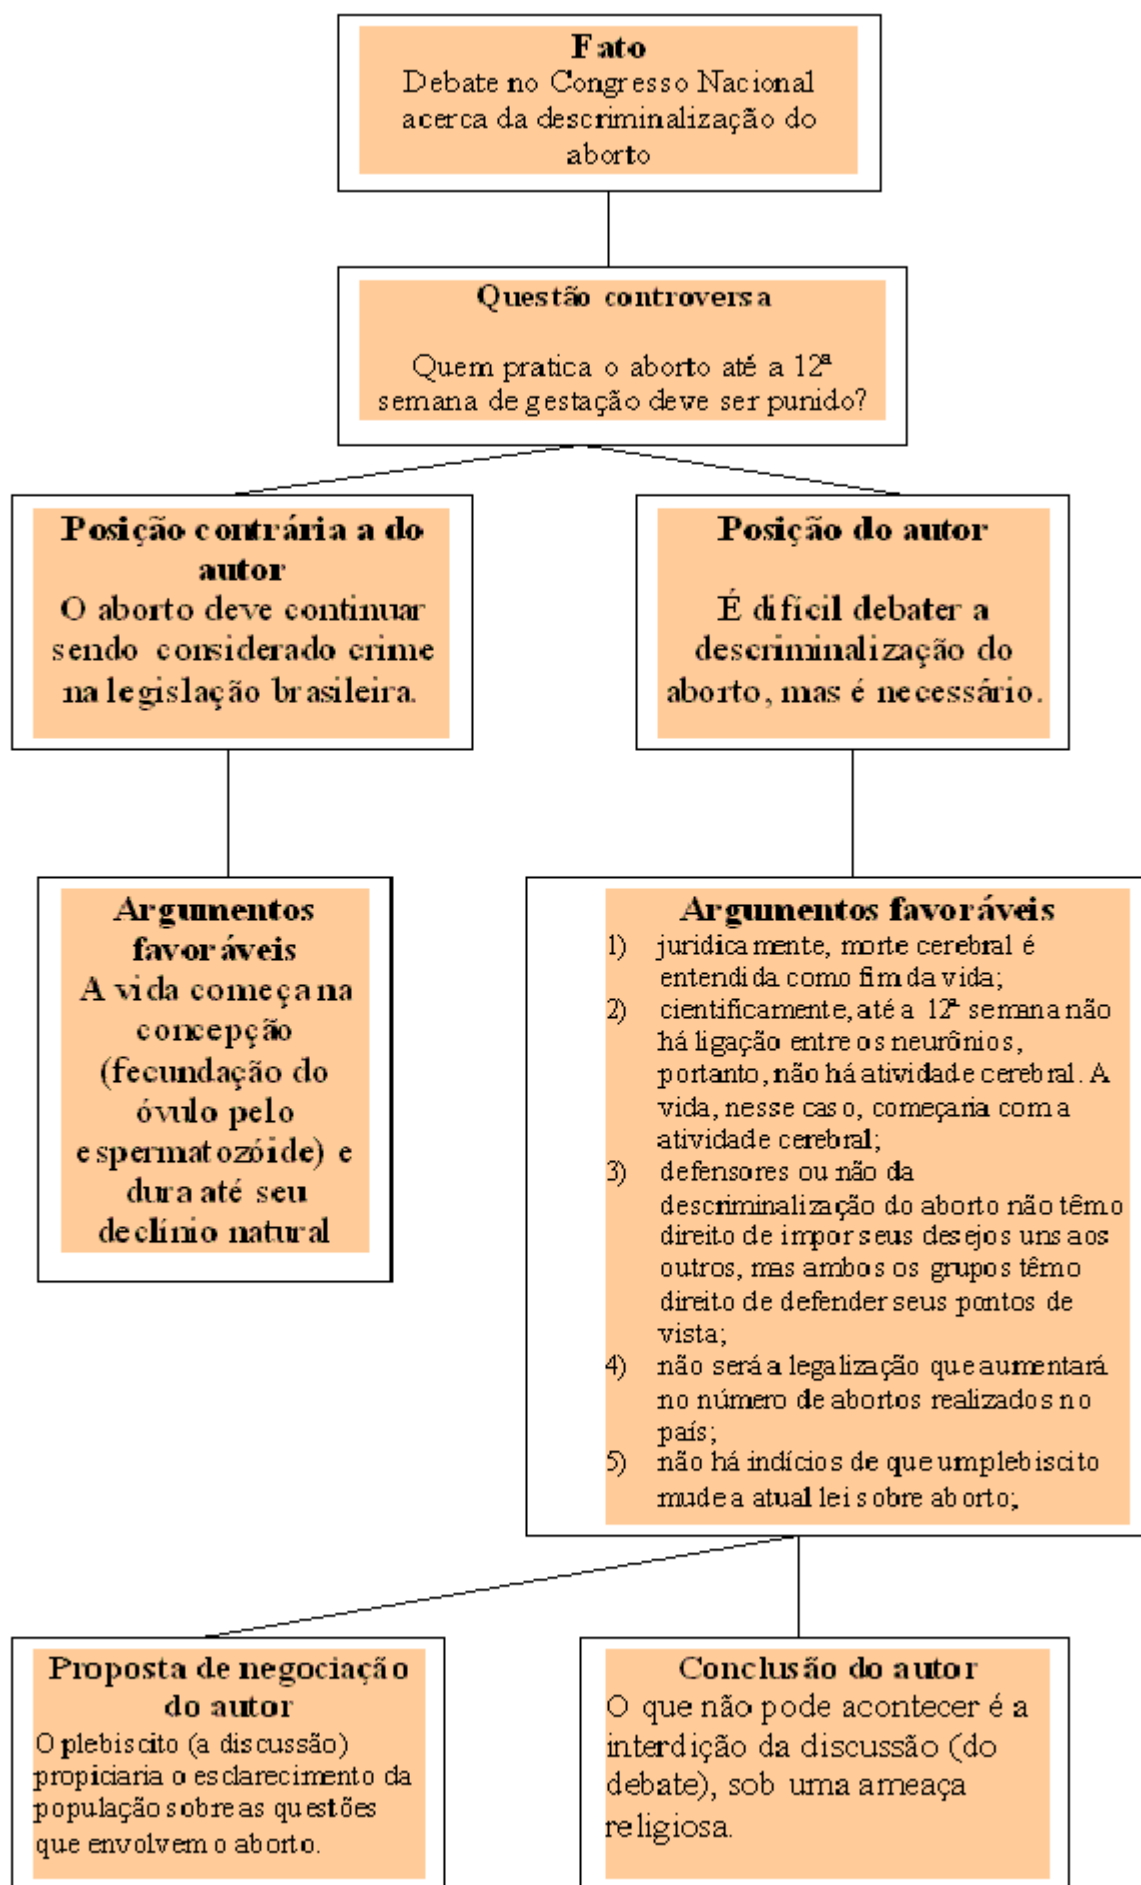 Fato
Debate no Congresso Nacional
acerca da descriminalização do
aborto
Questão controversa
Quem pratica o aborto até a 12ª
semana de gestação deve ser punido?
Posição contrária a do
autor
O aborto deve continuar
sendo considerado crime
na legislação brasileira.
Posição do autor
É difícil debater a
descriminalização do
aborto, mas é necessário.
Argumentos
favoráveis
A vida começa na
concepção
(fecundação do
óvulo pelo
espermatozóide) e
dura até seu
declínio natural
Argumentos favoráveis
1) juridicamente, morte cerebral é
entendida como fim da vida;
2) cientificamente, até a 12ª semana não
há ligação entre os neurônios,
portanto, não há atividade cerebral. A
vida, nesse caso, começaria com a
atividade cerebral;
3) defensores ou não da
descriminalização do aborto não têm o
direito de impor seus desejos uns aos
outros, mas ambos os grupos têm o
direito de defender seus pontos de
vista;
4) não será a legalização que aumentará
no número de abortos realizados no
país;
5) não há indícios de que um plebiscito
mude a atual lei sobre aborto;
Proposta de negociação
do autor
O plebiscito (a discussão)
propiciaria o esclarecimento da
população sobre as questões
que envolvem o aborto.
Conclusão do autor
O que não pode acontecer é a
interdição da discussão (do
debate), sob uma ameaça
religiosa.